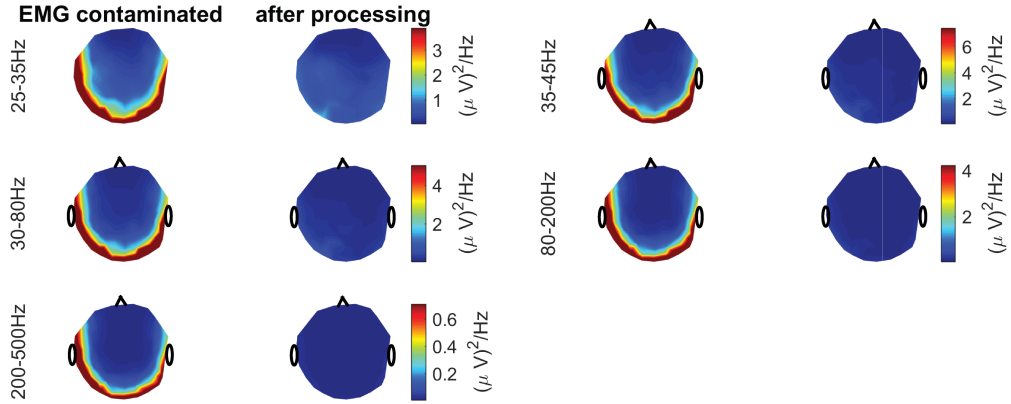 EMG contaminated after processing
25-35Hz
3
2
1
(μ V)²/Hz
35-45Hz
6
4
2
(μ V)²/Hz
30-80Hz
4
2
(μ V)²/Hz
80-200Hz
4
2
(μ V)²/Hz
200-500Hz
0.6
0.4
0.2
(μ V)²/Hz